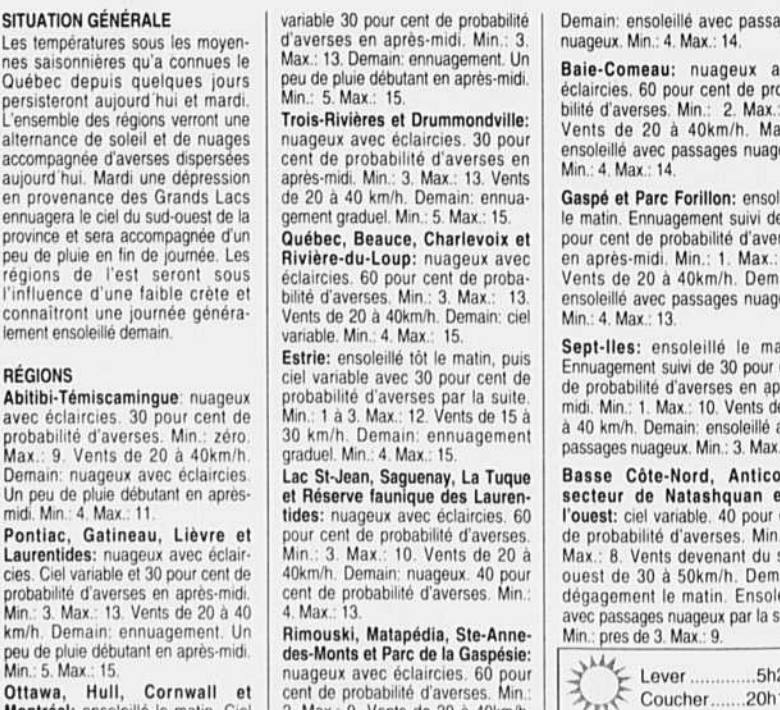 SITUATION GÉNÉRALE
Les températures sous les moyen-
nes saisonnières qu'a connues le
Québec depuis quelques jours
persisteront aujourd'hui et mardi.
L'ensemble des régions verront une
alternance de soleil et de nuages
accompagnée d'averses dispersées
aujourd'hui. Mardi une dépression
en provenance des Grands Lacs
ennuagera le ciel du sud-ouest de la
province et sera accompagnée d'un
peu de pluie en fin de journée. Les
régions de l'est seront sous
l'influence d'une faible crête et
connaîtront une journée généra-
lement ensoleillé demain.
RÉGIONS
Abitibi-Témiscamingue: nuageux
avec éclaircies. 30 pour cent de
probabilité d'averses. Min.: zéro.
Max.: 9. Vents de 20 à 40km/h.
Demain: nuageux avec éclaircies.
Un peu de pluie débutant en après-
midi. Min.: 4. Max.: 11.
Pontiac, Gatineau, Lièvre et
Laurentides: nuageux avec éclair-
cies. Ciel variable et 30 pour cent de
probabilité d'averses en après-midi.
Min.: 3. Max.: 13. Vents de 20 à 40
km/h. Demain: ennuagement. Un
peu de pluie débutant en après-midi.
Min.: 5. Max.: 15.
Ottawa, Hull, Cornwall et
Montréal: ensoleillé le matin. Ciel
variable 30 pour cent de probabilité
d'averses en après-midi. Min.: 3.
Max.: 13. Demain: ennuagement. Un
peu de pluie débutant en après-midi.
Min.: 5. Max.: 15.
Trois-Rivières et Drummondville:
nuageux avec éclaircies. 30 pour
cent de probabilité d'averses en
après-midi. Min.: 3. Max.: 13. Vents
de 20 à 40 km/h. Demain: ennua-
gement graduel. Min.: 5. Max.: 15.
Québec, Beauce, Charlevoix et
Rivière-du-Loup: nuageux avec
éclaircies. 60 pour cent de proba-
bilité d'averses. Min.: 3. Max.: 13.
Vents de 20 à 40km/h. Demain: ciel
variable. Min.: 4. Max.: 15.
Estrie: ensoleillé tôt le matin, puis
ciel variable avec 30 pour cent de
probabilité d'averses par la suite.
Min.: 1 à 3. Max.: 12. Vents de 15 à
30 km/h. Demain: ennuagement
graduel. Min.: 4. Max.: 15.
Lac St-Jean, Saguenay, La Tuque
et Réserve faunique des Lauren-
tides: nuageux avec éclaircies. 60
pour cent de probabilité d'averses.
Min.: 3. Max.: 10. Vents de 20 à
40km/h. Demain: nuageux. 40 pour
cent de probabilité d'averses. Min.:
4. Max.: 13.
Rimouski, Matapédia, Ste-Anne-
des-Monts et Parc de la Gaspésie:
nuageux avec éclaircies. 60 pour
cent de probabilité d'averses. Min.:
Max.: 9. Vents de 20 à 40km/h.
Demain: ensoleillé avec passa
nuageux. Min.: 4. Max.: 14.
Baie-Comeau: nuageux a
éclaircies. 60 pour cent de pro
bilité d'averses. Min.: 2. Max.:
Vents de 20 à 40km/h. Ma
ensoleillé avec passages nuage
Min.: 4. Max.: 14.
Gaspé et Parc Forillon: ensol
le matin. Ennuagement suivi de
pour cent de probabilité d'aver
en après-midi. Min.: 1. Max.:
Vents de 20 à 40km/h. Dem
ensoleillé avec passages nuage
Min.: 4. Max.: 13.
Sept-Iles: ensoleillé le ma
Ennuagement suivi de 30 pour
de probabilité d'averses en ap
midi. Min.: 1. Max.: 10. Vents de
à 40 km/h. Demain: ensoleillé a
passages nuageux. Min.: 3. Max.
Basse Côte-Nord, Antico
secteur de Natashquan e
l'ouest: ciel variable. 40 pour
de probabilité d'averses. Min.
Max.: 8. Vents devenant du s
ouest de 30 à 50km/h. Dem
dégagement le matin. Ensole
avec passages nuageux par la s
Min.: pres de 3. Max.: 9.
Lever .............5h2
Coucher.......20h